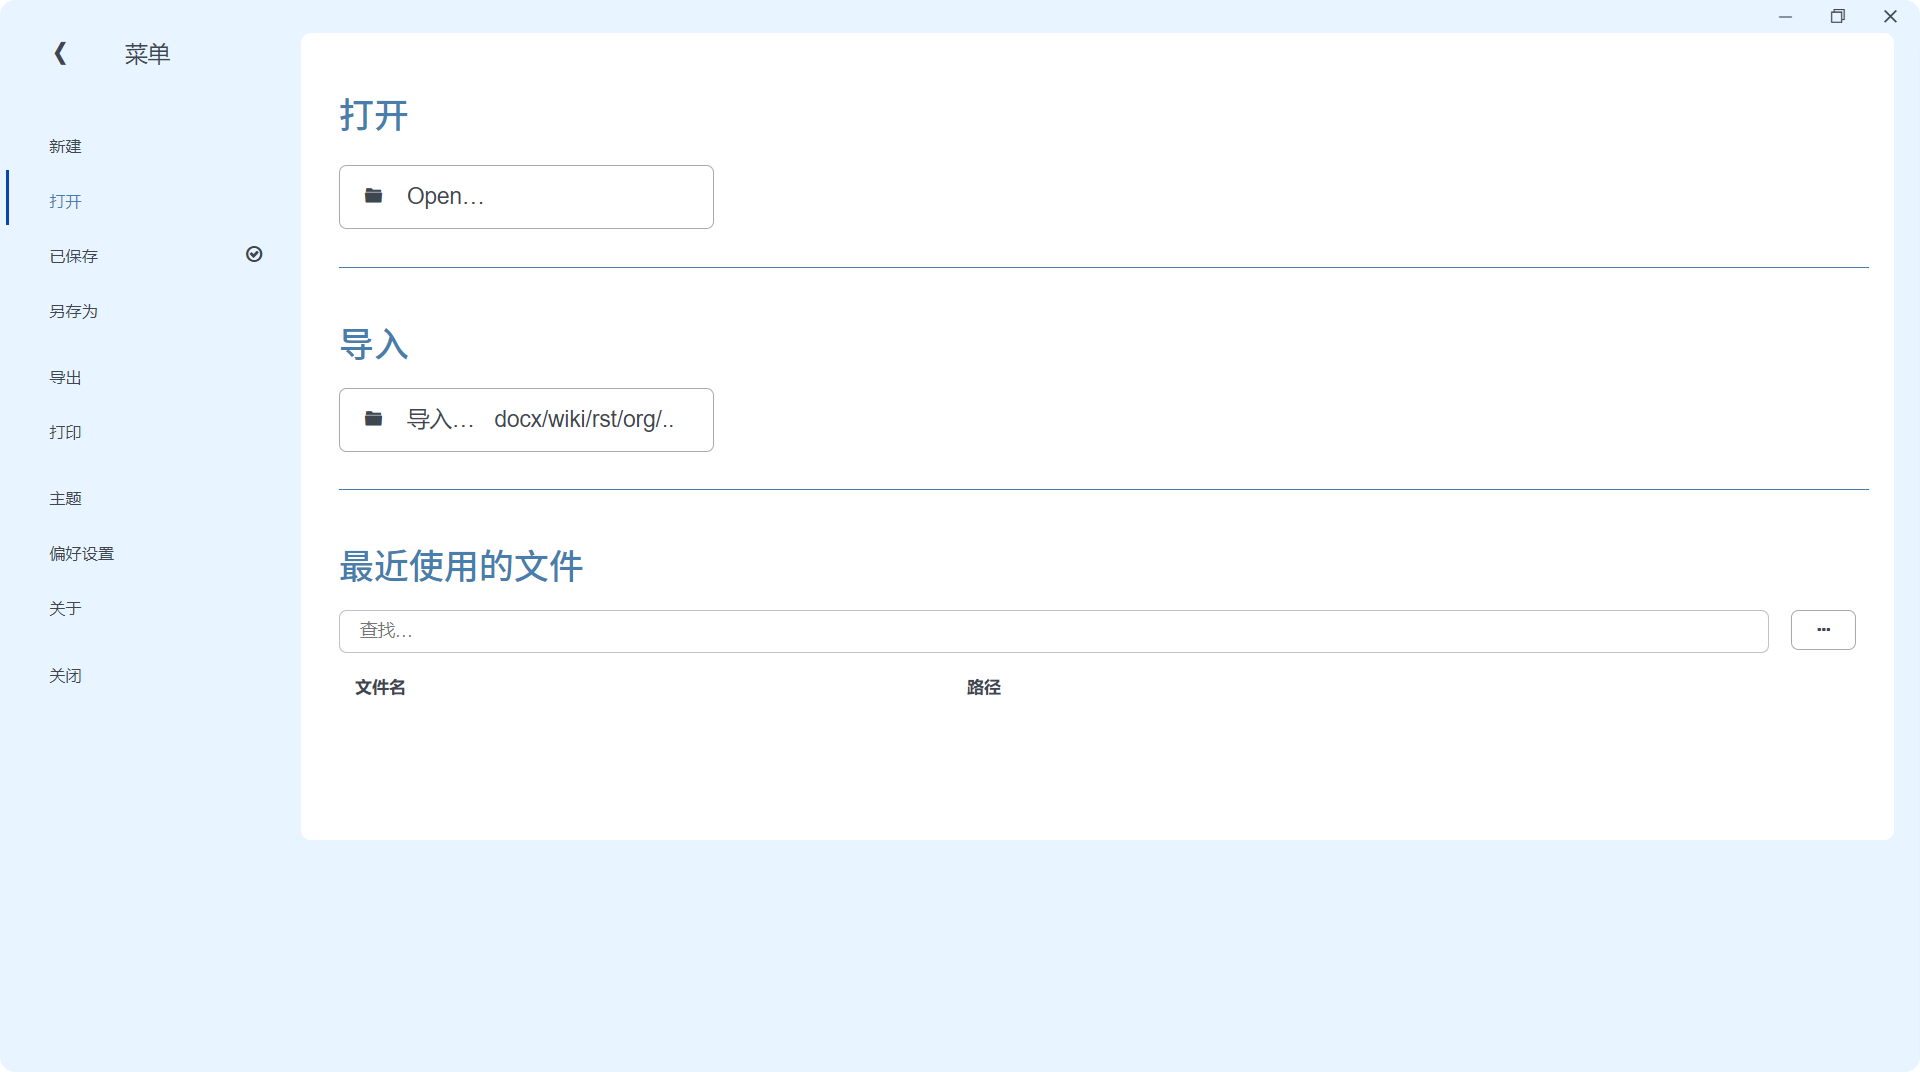 菜单
新建
打开
已保存
另存为
导出
打印
主题
偏好设置
关于
关闭
打开
Open…
导入
导入… docx/wiki/rst/org/..
最近使用的文件
查找…
文件名 路径